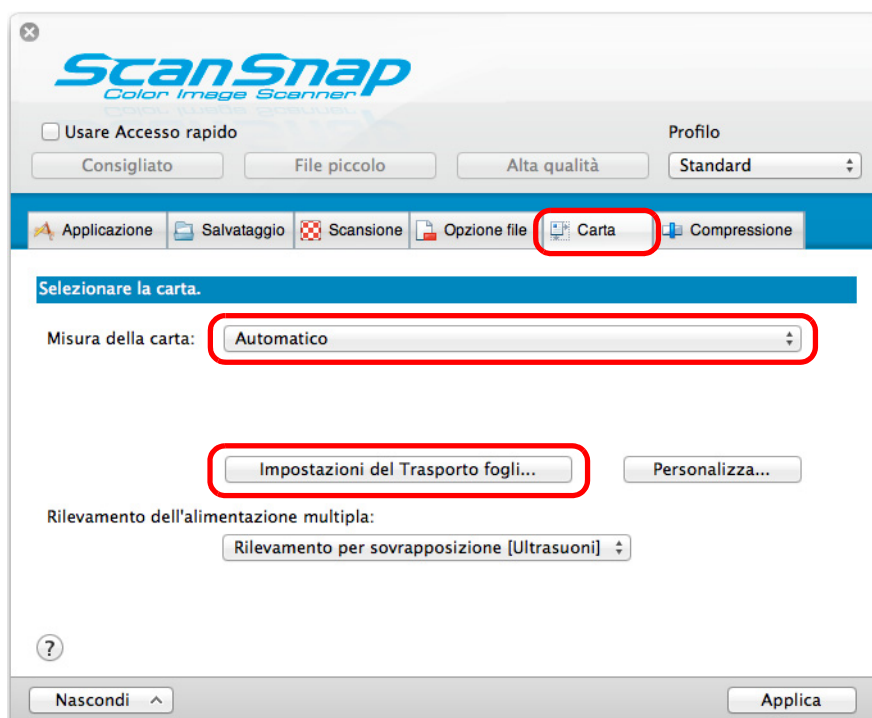 ScanSnap
Color Image Scanner
Usare Accesso rapido
Profilo
Consigliato File piccolo Alta qualità Standard
Applicazione Salvataggio Scansione Opzione file Carta Compressione
Selezionare la carta.
Misura della carta: Automatico
Impostazioni del Trasporto fogli... Personalizza...
Rilevamento dell'alimentazione multipla:
Rilevamento per sovrapposizione [Ultrasuoni]
?
Nascondi Applica